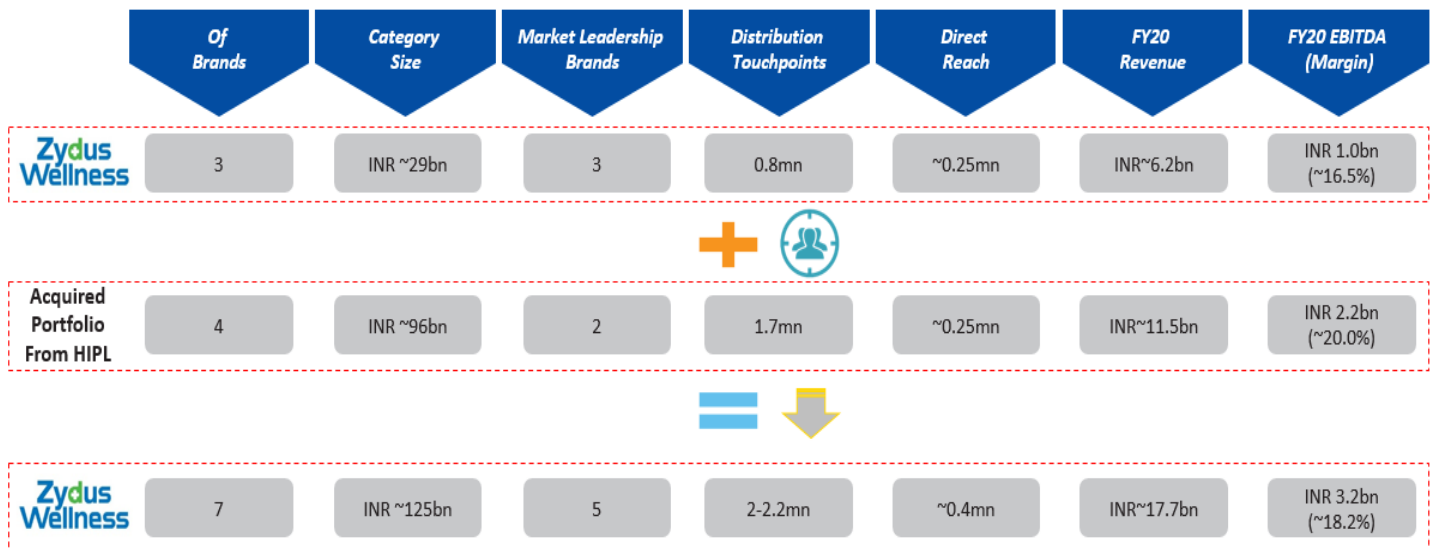 Of
Brands
Category
Size
Market Leadership
Brands
Distribution
Touchpoints
Direct
Reach
FY20
Revenue
FY20 EBITDA
(Margin)
Zydus
Wellness
3
INR ~29bn
3
0.8mn
~0.25mn
INR~6.2bn
INR 1.0bn
(~16.5%)
Acquired
Portfolio
From HIPL
4
INR ~96bn
2
1.7mn
~0.25mn
INR~11.5bn
INR 2.2bn
(~20.0%)
Zydus
Wellness
7
INR ~125bn
5
2-2.2mn
~0.4mn
INR~17.7bn
INR 3.2bn
(~18.2%)